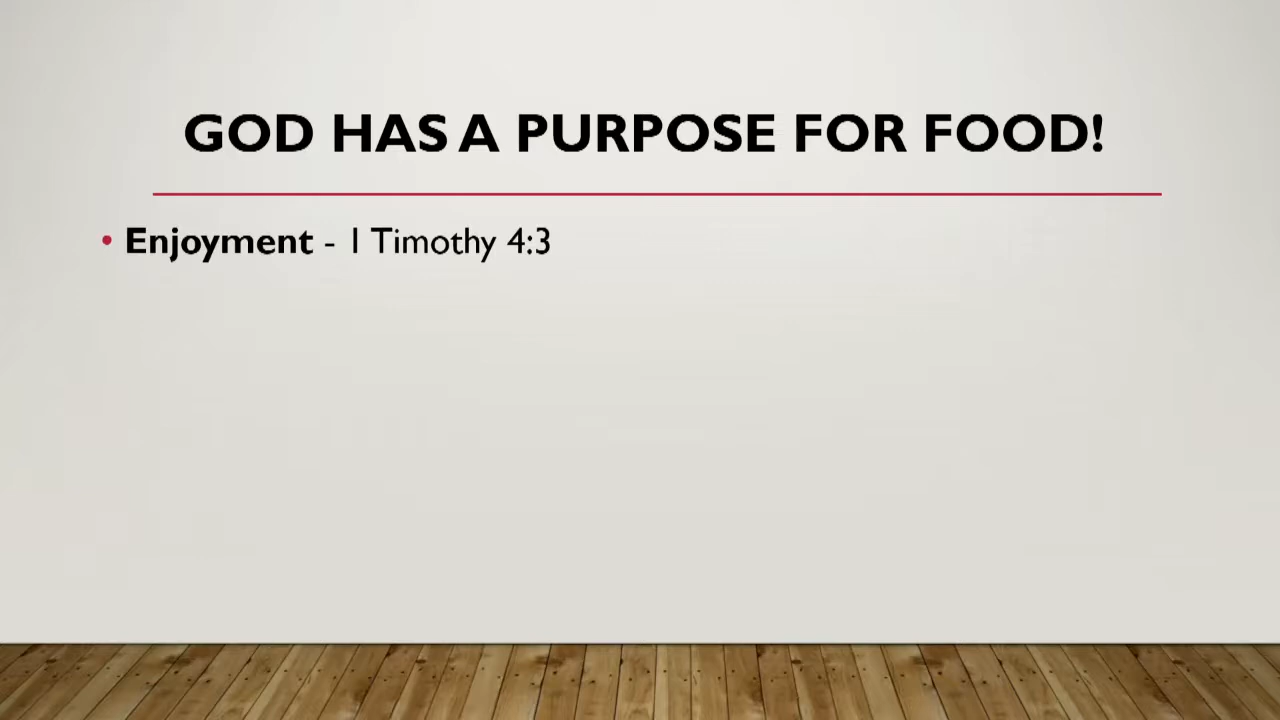 GOD HAS A PURPOSE FOR FOOD!
• Enjoyment - 1 Timothy 4:3